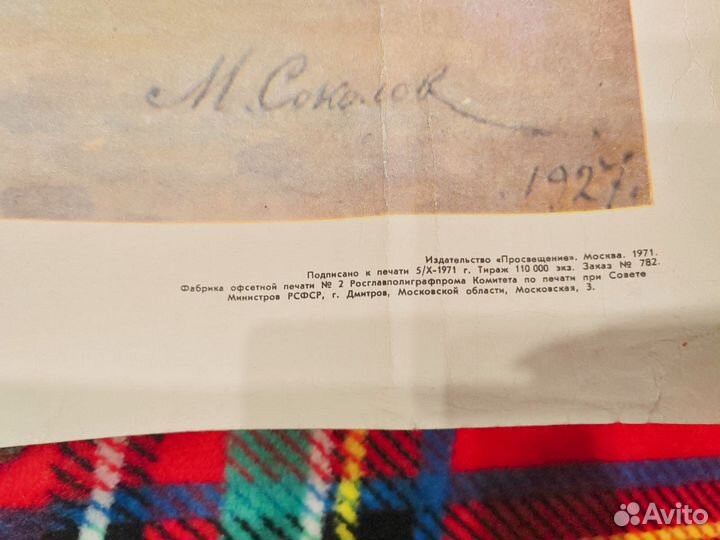 М. Соколов
1927.
Издательство «Просвещение». Москва. 1971.
Подписано к печати 5/X-1971 г. Тираж 110 000 экз. Заказ № 782.
Фабрика офсетной печати № 2 Росглавполиграфпрома Комитета по печати при Совете
Министров РСФСР, г. Дмитров, Московской области, Московская, 3.
Avito